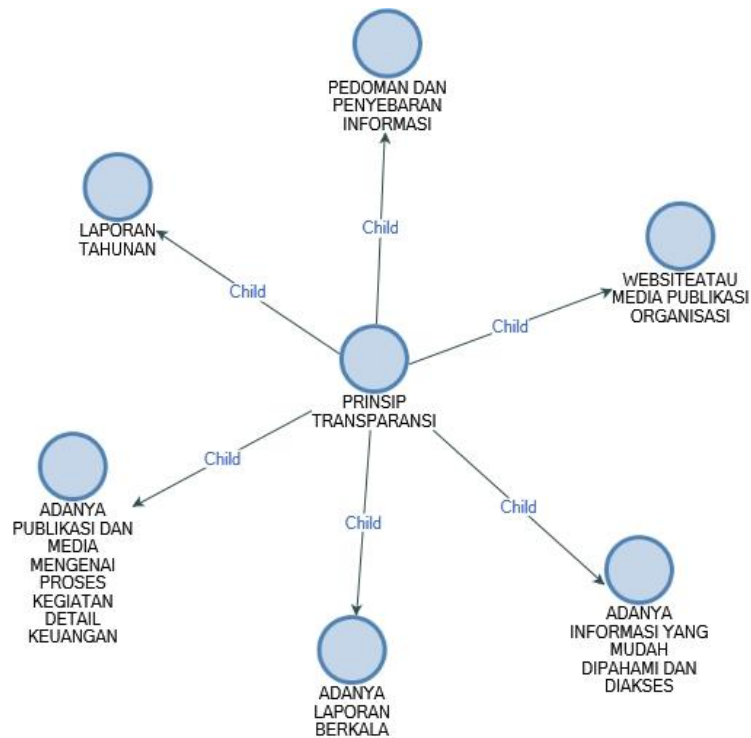 PEDOMAN DAN
PENYEBARAN
INFORMASI
LAPORAN
TAHUNAN
Child
Child
WEBSITEATAU
MEDIA PUBLIKASI
ORGANISASI
Child
PRINSIP
TRANSPARANSI
Child
ADANYA
PUBLIKASI DAN
MEDIA
MENGENAI
PROSES
KEGIATAN
DETAIL
KEUANGAN
Child
Child
ADANYA
INFORMASI YANG
MUDAH
DIPAHAMI DAN
DIAKSES
ADANYA
LAPORAN
BERKALA